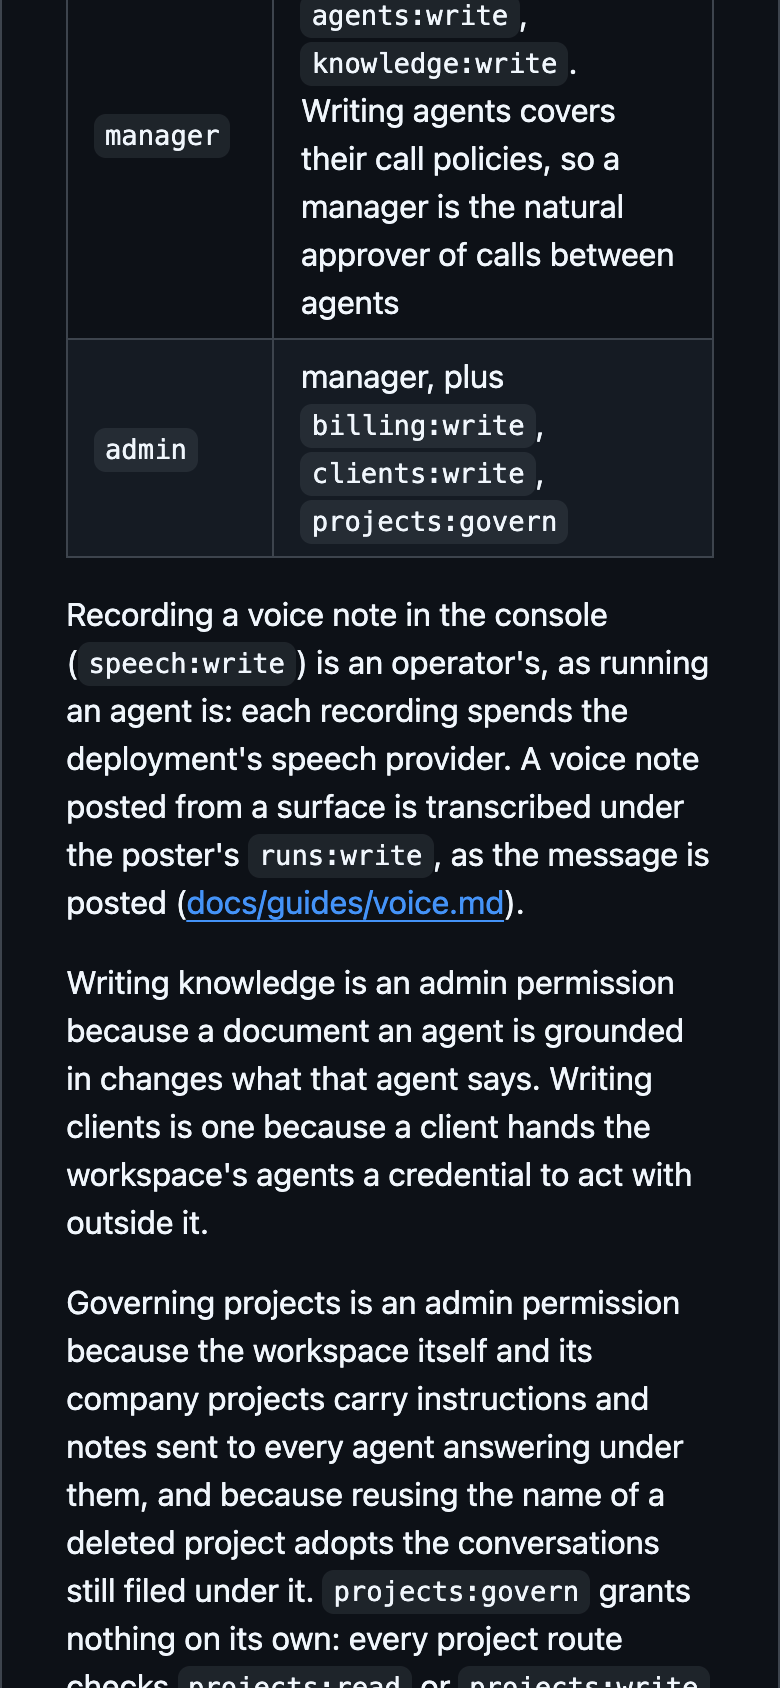 agents:write,
knowledge:write.
manager
Writing agents covers
their call policies, so a
manager is the natural
approver of calls between
agents
admin
manager, plus
billing:write,
clients:write,
projects:govern
Recording a voice note in the console
(speech:write) is an operator's, as running
an agent is: each recording spends the
deployment's speech provider. A voice note
posted from a surface is transcribed under
the poster's runs:write, as the message is
posted (docs/guides/voice.md).
Writing knowledge is an admin permission
because a document an agent is grounded
in changes what that agent says. Writing
clients is one because a client hands the
workspace's agents a credential to act with
outside it.
Governing projects is an admin permission
because the workspace itself and its
company projects carry instructions and
notes sent to every agent answering under
them, and because reusing the name of a
deleted project adopts the conversations
still filed under it. projects:govern grants
nothing on its own: every project route
checks projects:read or projects:write